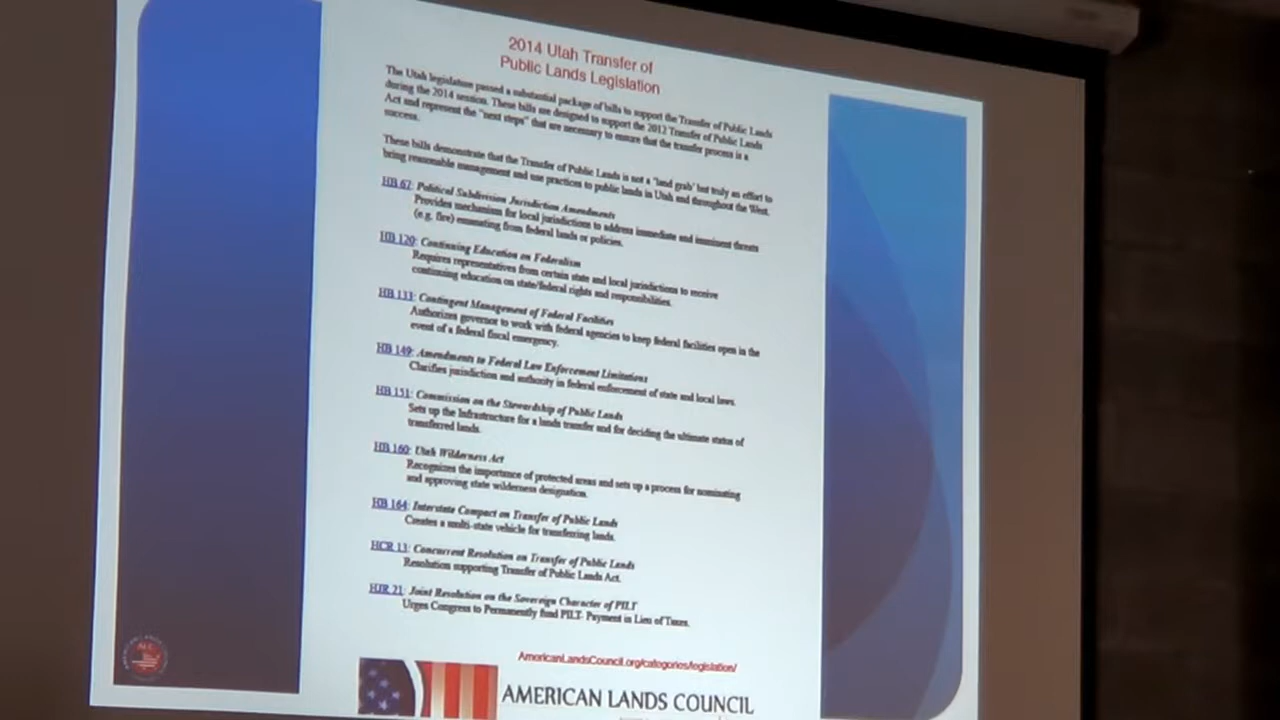 2014 Utah Transfer of
Public Lands Legislation
The Utah legislature passed a substantial package of bills to support the Transfer of Public Lands
during the 2014 session. These bills are designed to support the 2012 Transfer of Public Lands
Act and represent the "next steps" that are necessary to ensure that the transfer process is a
success.
These bills demonstrate that the Transfer of Public Lands is not a 'land grab' but truly an effort to
bring reasonable management and use practices to public lands in Utah and throughout the West.
HB 67: Political Subdivision Jurisdiction Amendments
Provides mechanism for local jurisdictions to address immediate and imminent threats
(e.g. fire) emanating from federal lands or policies.
HB 120: Continuing Education on Federalism
Requires representatives from certain state and local jurisdictions to receive
continuing education on state/federal rights and responsibilities.
HB 133: Contingent Management of Federal Facilities
Authorizes governor to work with federal agencies to keep federal facilities open in the
event of a federal fiscal emergency.
HB 149: Amendments to Federal Law Enforcement Limitations
Clarifies jurisdiction and authority in federal enforcement of state and local laws.
HB 151: Commission on the Stewardship of Public Lands
Sets up the Infrastructure for a lands transfer and for deciding the ultimate status of
transferred lands.
HB 160: Utah Wilderness Act
Recognizes the importance of protected areas and sets up a process for nominating
and approving state wilderness designation.
HB 164: Interstate Compact on Transfer of Public Lands
Creates a multi-state vehicle for transferring lands.
HCR 13: Concurrent Resolution on Transfer of Public Lands
Resolution supporting Transfer of Public Lands Act.
HJR 21: Joint Resolution on the Sovereign Character of PILT
Urges Congress to Permanently fund PILT- Payment in Lieu of Taxes.
AmericanLandsCouncil.org/categories/legislation/
AMERICAN LANDS COUNCIL